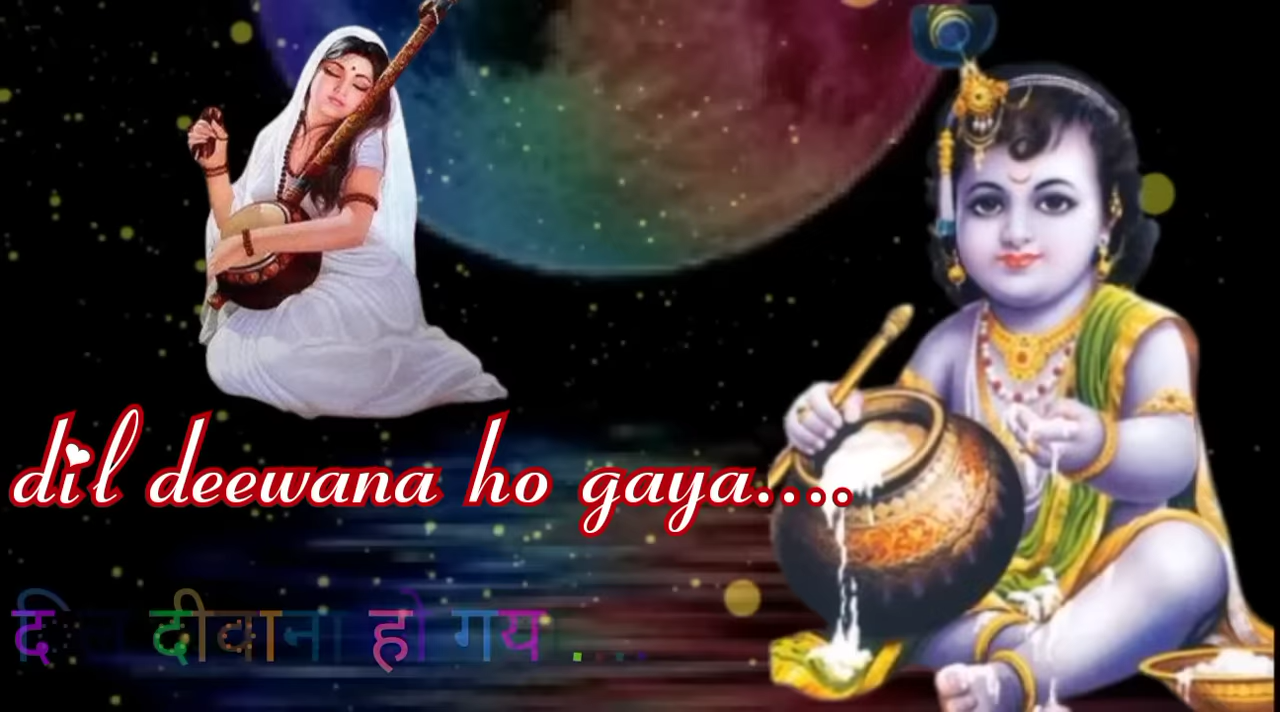 dil deewana ho gaya....
दिल दीवाना हो गया ....